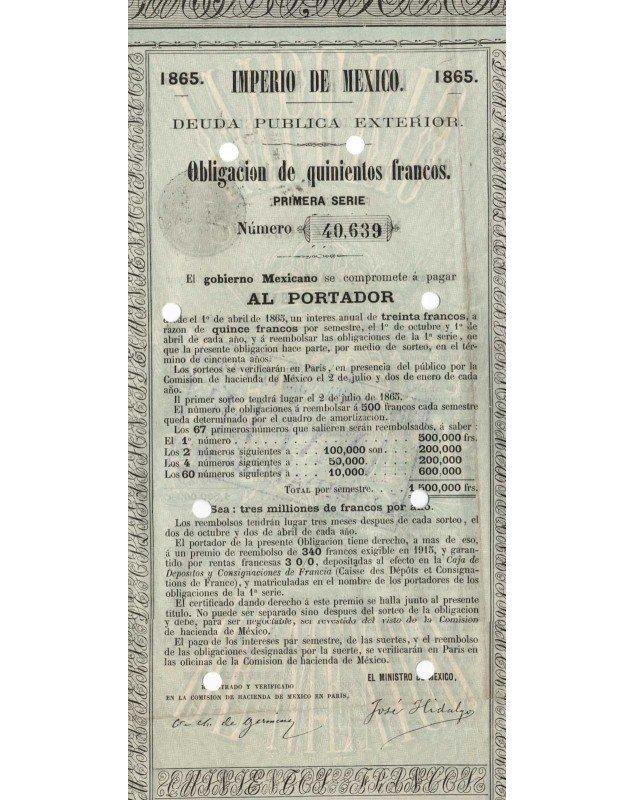 1865. IMPERIO DE MEXICO. 1865.
DEUDA PUBLICA EXTERIOR.
Obligacion de quinientos francos.
PRIMERA SERIE
Número 40,639
El gobierno Mexicano se compromete á pagar
AL PORTADOR
desde el 1º de abril de 1865, un interes anual de treinta francos, a
razon de quince francos por semestre, el 1º de octubre y 1º de
abril de cada año, y á reembolsar las obligaciones de la 1ª serie, de
que la presente obligacion hace parte, por medio de sorteo, en el tér-
mino de cincuenta años.
Los sorteos se verificarán en Paris, en presencia del público por la
Comision de hacienda de México el 2 de julio y dos de enero de cada
año.
Il primer sorteo tendrá lugar el 2 de julio de 1865.
El número de obligaciones á reembolsar á 500 francos cada semestre
queda determinado por el cuadro de amortizacion.
Los 67 primeros números que salieren serán reembolsados, á saber:
El 1º número . . . . . . . . . . 500,000 frs.
Los 2 números siguientes a . . 100,000 son . . 200,000
Los 4 números siguientes a . . 50,000. . . . 200,000
Los 60 números siguientes a . . 10,000. . . . 600.000
TOTAL por semestre. . . . 1,500,000 frs.
Sea: tres milliones de francos por año.
Los reembolsos tendrán lugar tres meses despues de cada sorteo, el
dos de octubre y dos de abril de cada año.
El portador de la presente Obligacion tiene derecho, a mas de eso,
á un premio de reembolso de 340 francos exigible en 1915, y garan-
tido por rentas francesas 3 0/0, depositadas al efecto en la Caja de
Depositos y Consignaciones de Francia (Caisse des Depôts et Consigna-
tions de France), y matriculadas en el nombre de los portadores de los
obligaciones de la 1ª serie.
El certificado dando derecho á este premio se halla junto al presente
titulo. No puede ser separado sino despues del sorteo de la obligacion
y debe, para ser negotiable, ser revestido del visto de la Comision
de hacienda de México.
El pago de los intereses par semestre, de las suertes, y el reembolso
de las obligaciones designadas por la suerte, se verificarán en Paris en
las oficinas de la Comision de hacienda de México.
EL MINISTRO DE MEXICO,
REGISTRADO Y VERIFICADO
EN LA COMISION DE HACIENDA DE MEXICO EN PARIS,
de Germiny
José Hidalgo
QUINIENTOS FRANCOS